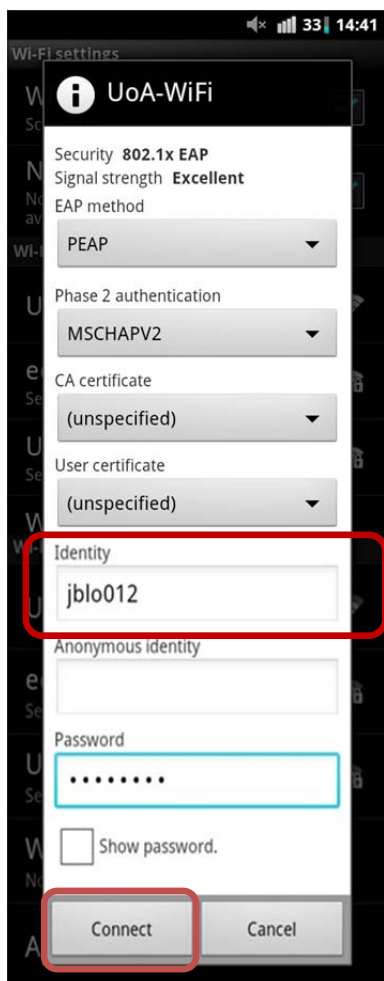 33 14:41
Wi-Fi settings
UoA-WiFi
Security 802.1x EAP
Signal strength Excellent
EAP method
PEAP
Phase 2 authentication
MSCHAPV2
CA certificate
(unspecified)
User certificate
(unspecified)
Identity
jblo012
Anonymous identity
Password
••••••••
Show password.
Connect Cancel